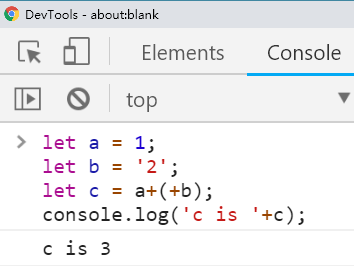 DevTools - about:blank
Elements Console
top
let a = 1;
let b = '2';
let c = a+(+b);
console.log('c is '+c);
c is 3